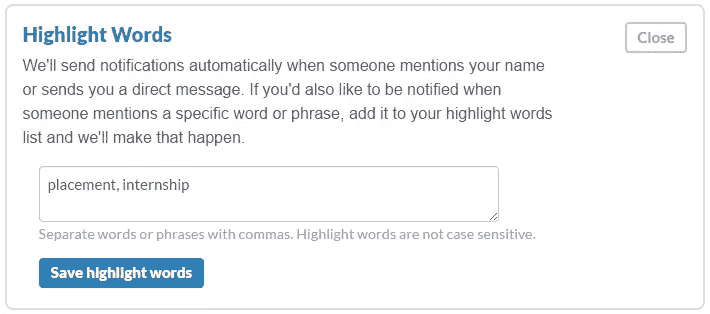 Highlight Words
Close
We'll send notifications automatically when someone mentions your name
or sends you a direct message. If you'd also like to be notified when
someone mentions a specific word or phrase, add it to your highlight words
list and we'll make that happen.
placement, internship
Separate words or phrases with commas. Highlight words are not case sensitive.
Save highlight words